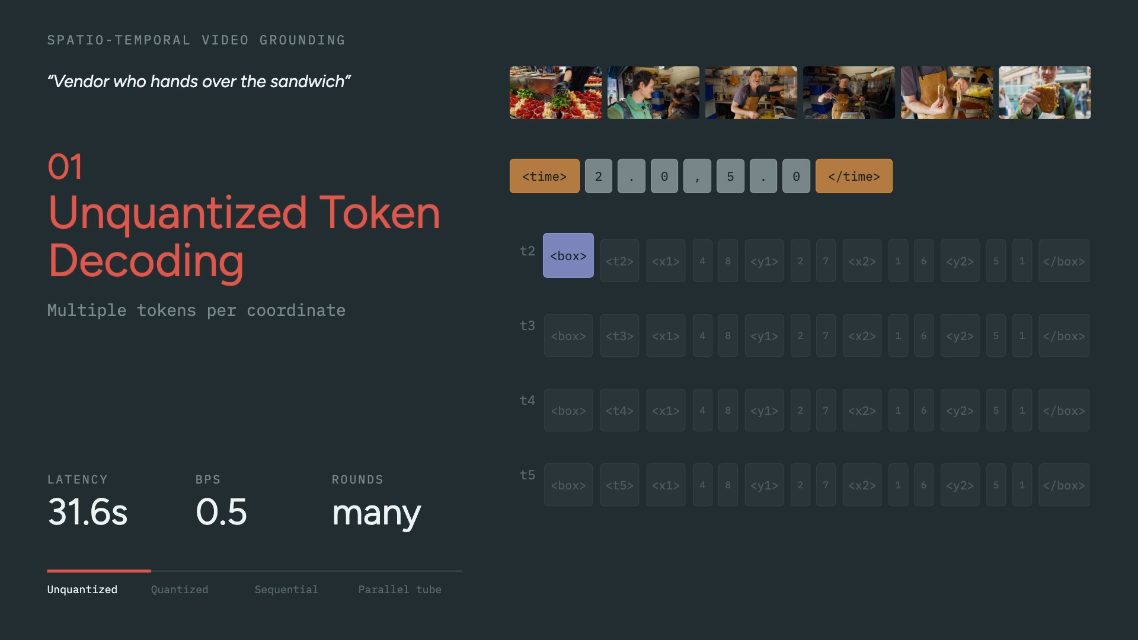 SPATIO-TEMPORAL VIDEO GROUNDING
“Vendor who hands over the sandwich”
01
Unquantized Token
Decoding
Multiple tokens per coordinate
LATENCY BPS ROUNDS
31.6s 0.5 many
Unquantized Quantized Sequential Parallel tube
<time> 2 . 0 , 5 . 0 </time>
t2 <box> <t2> <x1> 4 8 <y1> 2 7 <x2> 1 6 <y2> 5 1 </box>
t3 <box> <t3> <x1> 4 8 <y1> 2 7 <x2> 1 6 <y2> 5 1 </box>
t4 <box> <t4> <x1> 4 8 <y1> 2 7 <x2> 1 6 <y2> 5 1 </box>
t5 <box> <t5> <x1> 4 8 <y1> 2 7 <x2> 1 6 <y2> 5 1 </box>